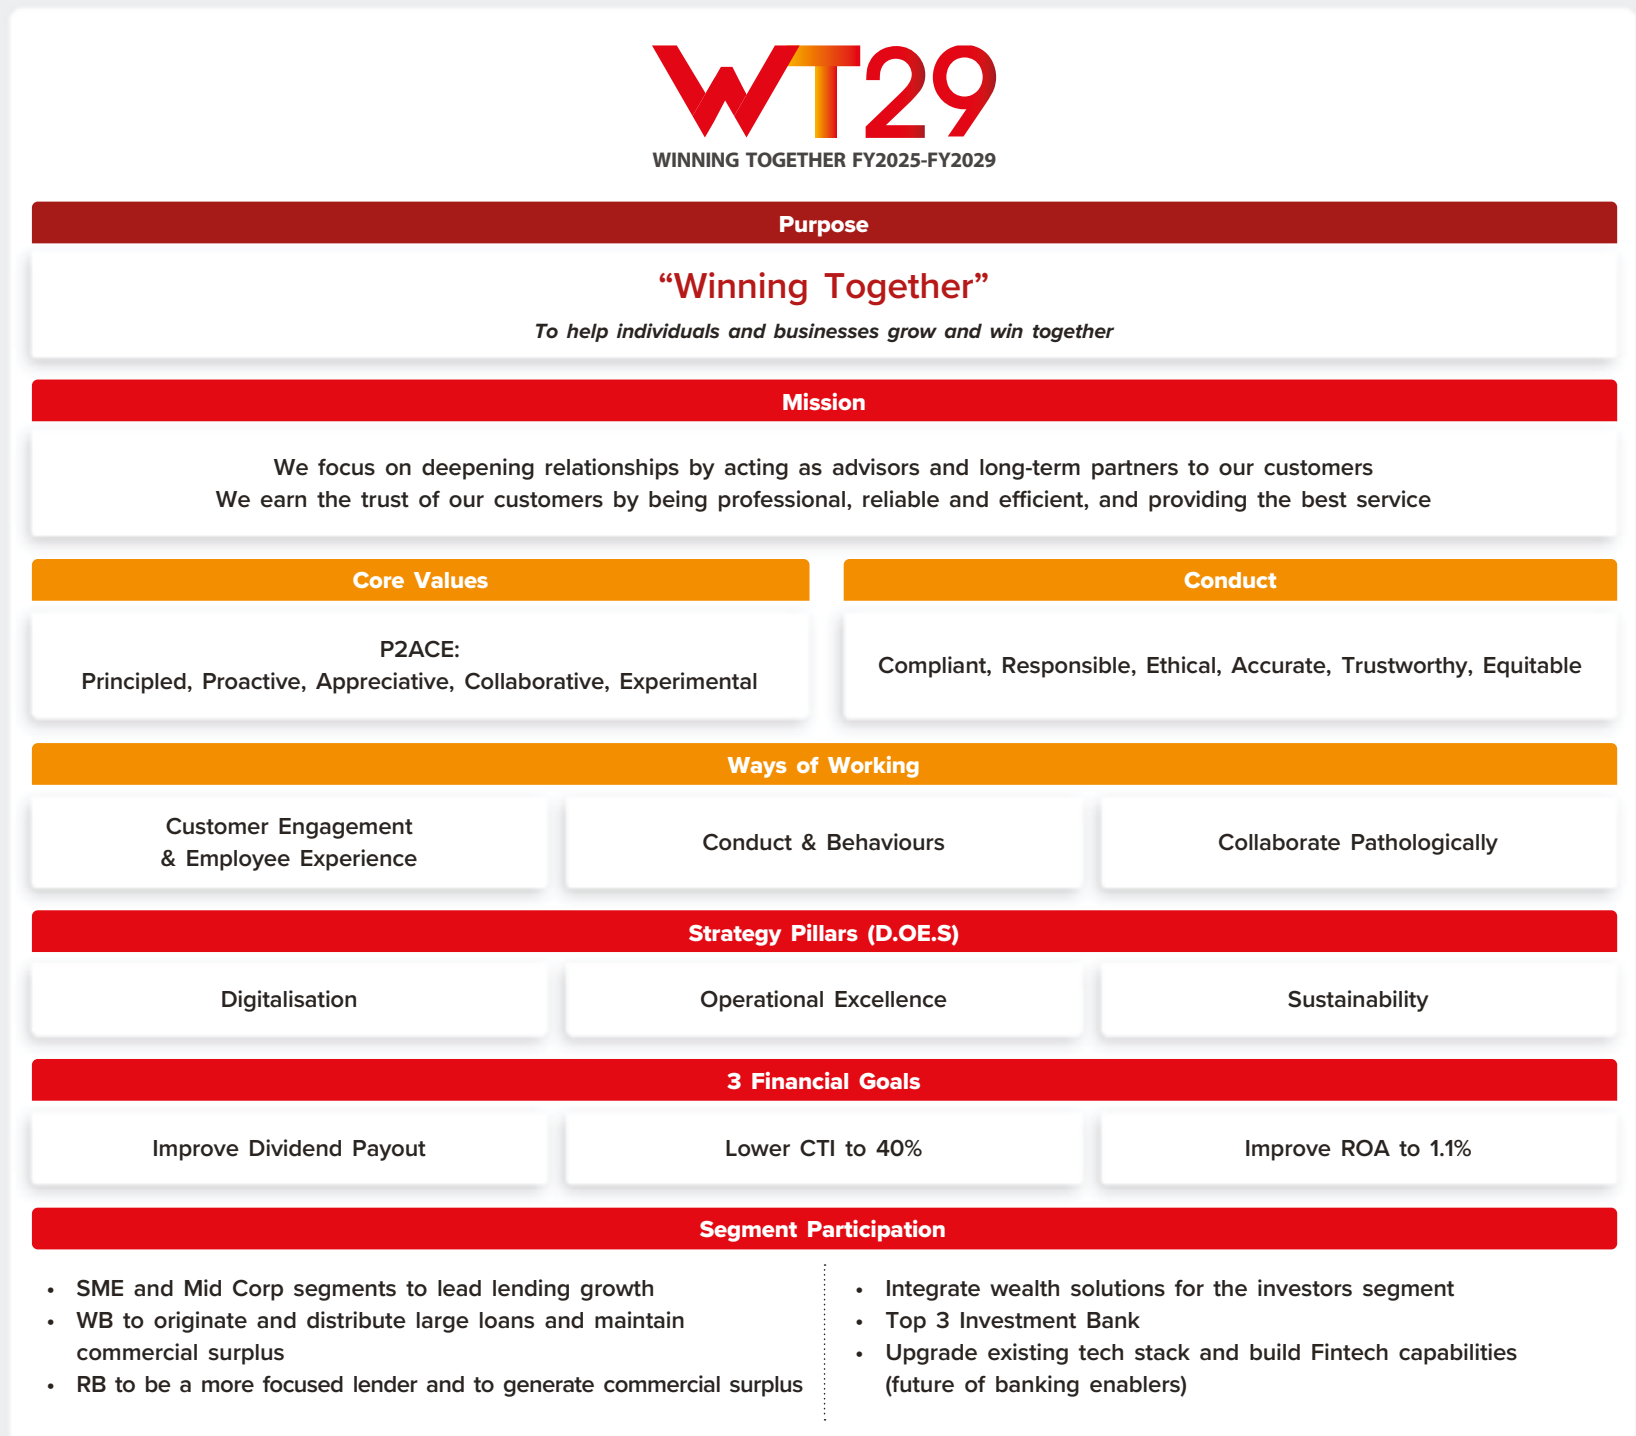 WT29
WINNING TOGETHER FY2025-FY2029
Purpose
“Winning Together”
To help individuals and businesses grow and win together
Mission
We focus on deepening relationships by acting as advisors and long-term partners to our customers
We earn the trust of our customers by being professional, reliable and efficient, and providing the best service
Core Values
P2ACE:
Principled, Proactive, Appreciative, Collaborative, Experimental
Conduct
Compliant, Responsible, Ethical, Accurate, Trustworthy, Equitable
Ways of Working
Customer Engagement
& Employee Experience
Conduct & Behaviours
Collaborate Pathologically
Strategy Pillars (D.OE.S)
Digitalisation
Operational Excellence
Sustainability
3 Financial Goals
Improve Dividend Payout
Lower CTI to 40%
Improve ROA to 1.1%
Segment Participation
• SME and Mid Corp segments to lead lending growth
• WB to originate and distribute large loans and maintain
commercial surplus
• RB to be a more focused lender and to generate commercial surplus
• Integrate wealth solutions for the investors segment
• Top 3 Investment Bank
• Upgrade existing tech stack and build Fintech capabilities
(future of banking enablers)